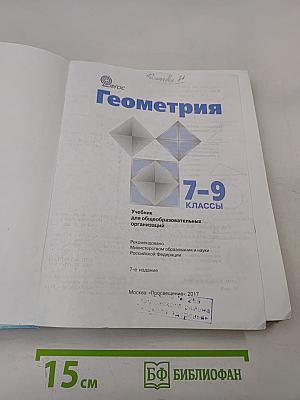 ФГОС
Геометрия
7–9
КЛАССЫ
Учебник
для общеобразовательных
организаций
Рекомендовано
Министерством образования и науки
Российской Федерации
7-е издание
Москва «Просвещение» 2017
15 см
БФ БИБЛИОФАН